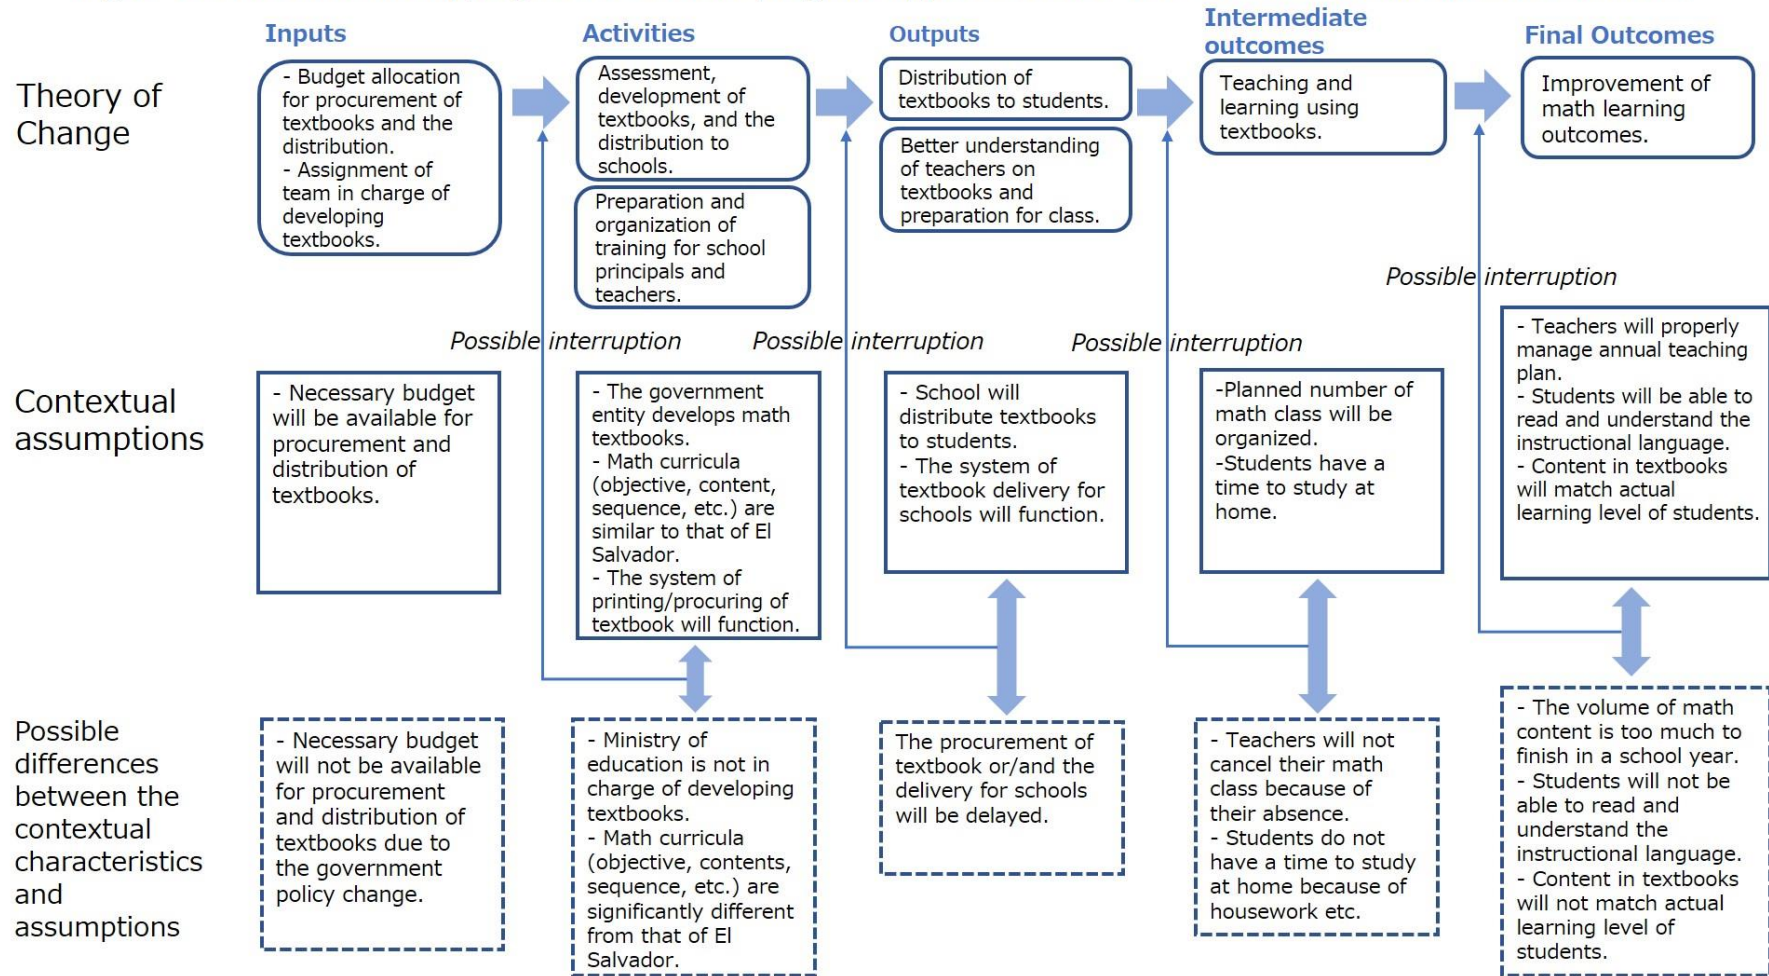 Inputs
Activities
Outputs
Intermediate
outcomes
Final Outcomes
Theory of
Change
- Budget allocation
for procurement of
textbooks and the
distribution.
- Assignment of
team in charge of
developing
textbooks.
Assessment,
development of
textbooks, and the
distribution to
schools.
Preparation and
organization of
training for school
principals and
teachers.
Distribution of
textbooks to students.
Better understanding
of teachers on
textbooks and
preparation for class.
Teaching and
learning using
textbooks.
Improvement of
math learning
outcomes.
Possible interruption
Possible interruption
Possible interruption
Possible interruption
Contextual
assumptions
- Necessary budget
will be available for
procurement and
distribution of
textbooks.
- The government
entity develops math
textbooks.
- Math curricula
(objective, content,
sequence, etc.) are
similar to that of El
Salvador.
- The system of
printing/procuring of
textbook will function.
- School will
distribute textbooks
to students.
- The system of
textbook delivery for
schools will function.
-Planned number of
math class will be
organized.
-Students have a
time to study at
home.
- Teachers will properly
manage annual teaching
plan.
- Students will be able to
read and understand the
instructional language.
- Content in textbooks
will match actual
learning level of students.
Possible
differences
between the
contextual
characteristics
and
assumptions
- Necessary budget
will not be available
for procurement
and distribution of
textbooks due to
the government
policy change.
- Ministry of
education is not in
charge of developing
textbooks.
- Math curricula
(objective, contents,
sequence, etc.) are
significantly different
from that of El
Salvador.
The procurement of
textbook or/and the
delivery for schools
will be delayed.
- Teachers will not
cancel their math
class because of
their absence.
- Students do not
have a time to study
at home because of
housework etc.
- The volume of math
content is too much to
finish in a school year.
- Students will not be
able to read and
understand the
instructional language.
- Content in textbooks
will not match actual
learning level of
students.